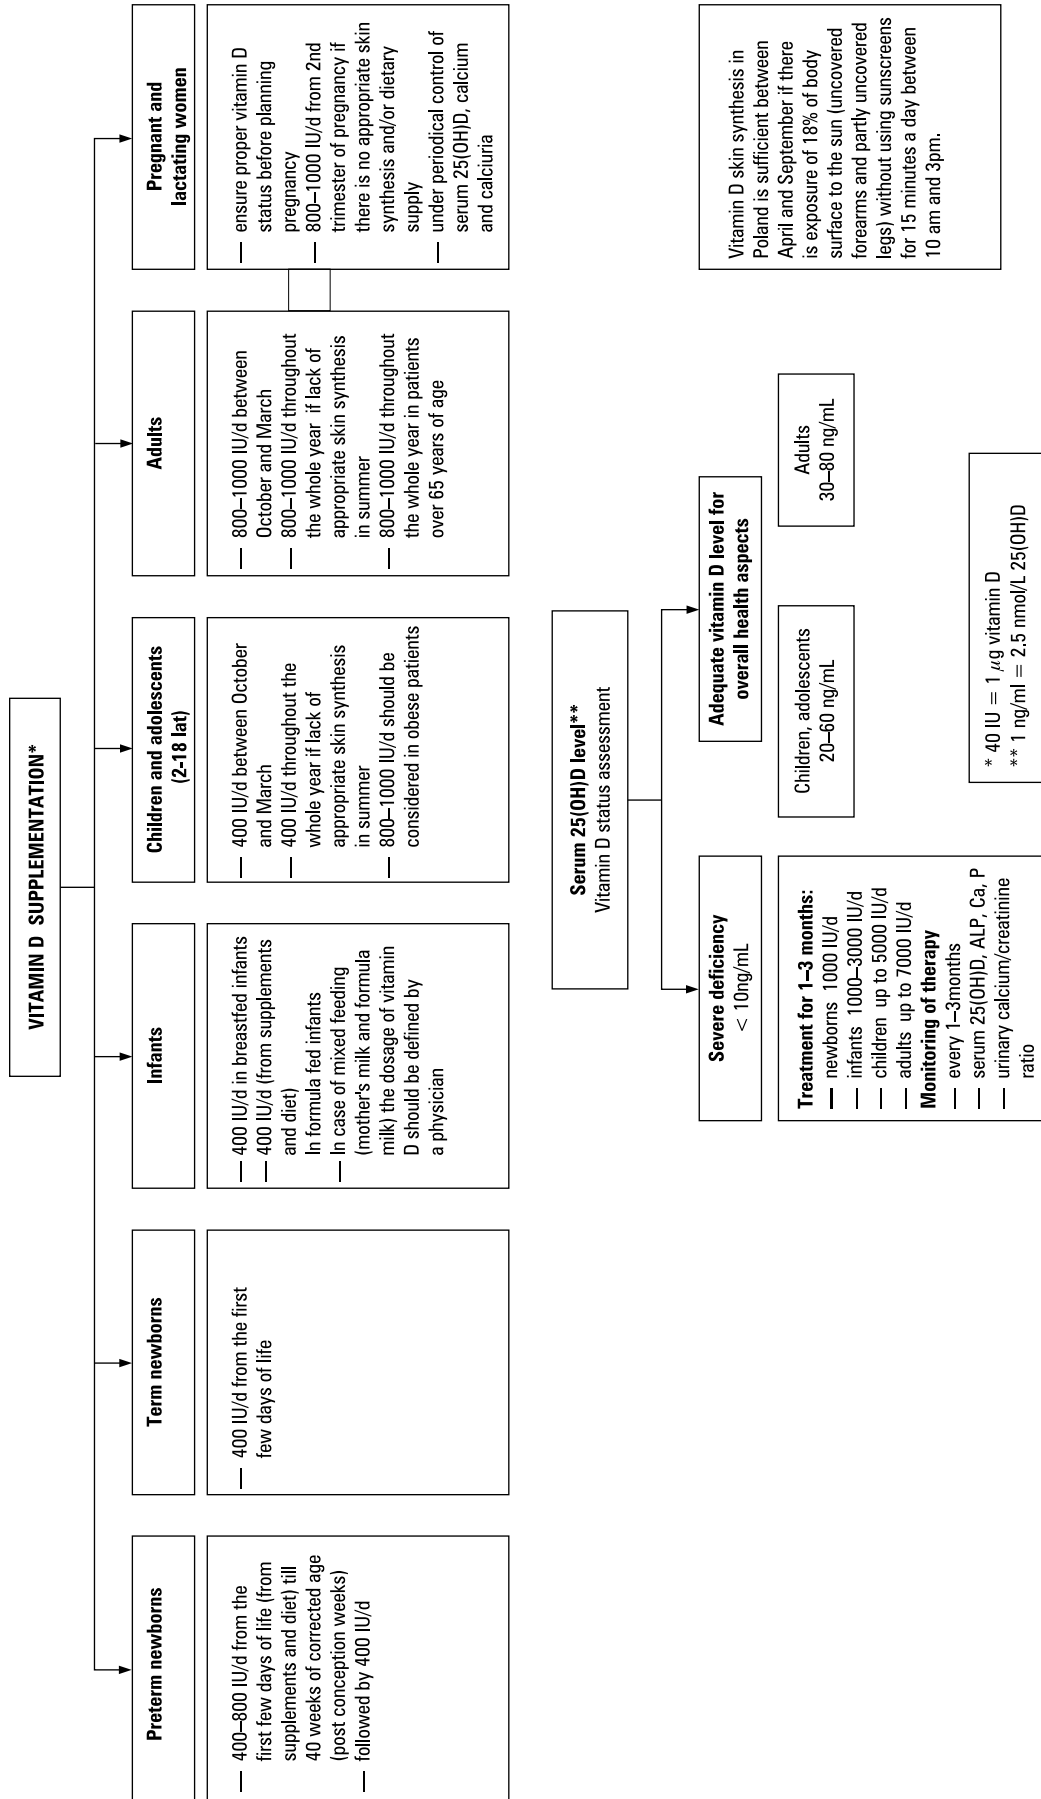 VITAMIN D SUPPLEMENTATION*
Preterm newborns
— 400–800 IU/d from the
first few days of life (from
supplements and diet) till
40 weeks of corrected age
(post conception weeks)
— followed by 400 IU/d
Term newborns
— 400 IU/d from the first
few days of life
Infants
— 400 IU/d in breastfed infants
— 400 IU/d (from supplements
and diet)
In formula fed infants
— In case of mixed feeding
(mother's milk and formula
milk) the dosage of vitamin
D should be defined by
a physician
Children and adolescents
(2-18 lat)
— 400 IU/d between October
and March
— 400 IU/d throughout the
whole year if lack of
appropriate skin synthesis
in summer
— 800–1000 IU/d should be
considered in obese patients
Adults
— 800–1000 IU/d between
October and March
— 800–1000 IU/d throughout
the whole year if lack of
appropriate skin synthesis
in summer
— 800–1000 IU/d throughout
the whole year in patients
over 65 years of age
Pregnant and
lactating women
— ensure proper vitamin D
status before planning
pregnancy
— 800–1000 IU/d from 2nd
trimester of pregnancy if
there is no appropriate skin
synthesis and/or dietary
supply
— under periodical control of
serum 25(OH)D, calcium
and calciuria
Serum 25(OH)D level**
Vitamin D status assessment
Severe deficiency
< 10ng/mL
Treatment for 1–3 months:
— newborns 1000 IU/d
— infants 1000–3000 IU/d
— children up to 5000 IU/d
— adults up to 7000 IU/d
Monitoring of therapy
— every 1–3months
— serum 25(OH)D, ALP, Ca, P
— urinary calcium/creatinine
ratio
Adequate vitamin D level for
overall health aspects
Children, adolescents
20–60 ng/mL
Adults
30–80 ng/mL
* 40 IU = 1 µg vitamin D
** 1 ng/ml = 2.5 nmol/L 25(OH)D
Vitamin D skin synthesis in
Poland is sufficient between
April and September if there
is exposure of 18% of body
surface to the sun (uncovered
forearms and partly uncovered
legs) without using sunscreens
for 15 minutes a day between
10 am and 3pm.